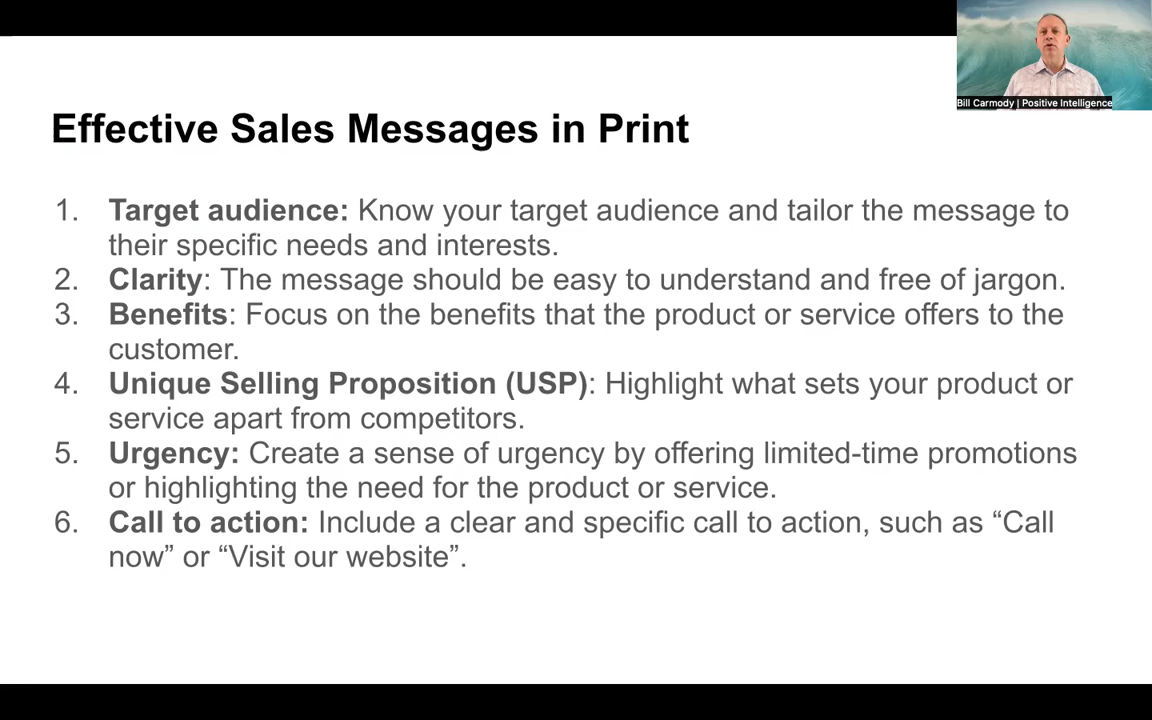 Bill Carmody | Positive Intelligence
Effective Sales Messages in Print
1. Target audience: Know your target audience and tailor the message to
their specific needs and interests.
2. Clarity: The message should be easy to understand and free of jargon.
3. Benefits: Focus on the benefits that the product or service offers to the
customer.
4. Unique Selling Proposition (USP): Highlight what sets your product or
service apart from competitors.
5. Urgency: Create a sense of urgency by offering limited-time promotions
or highlighting the need for the product or service.
6. Call to action: Include a clear and specific call to action, such as “Call
now” or “Visit our website”.